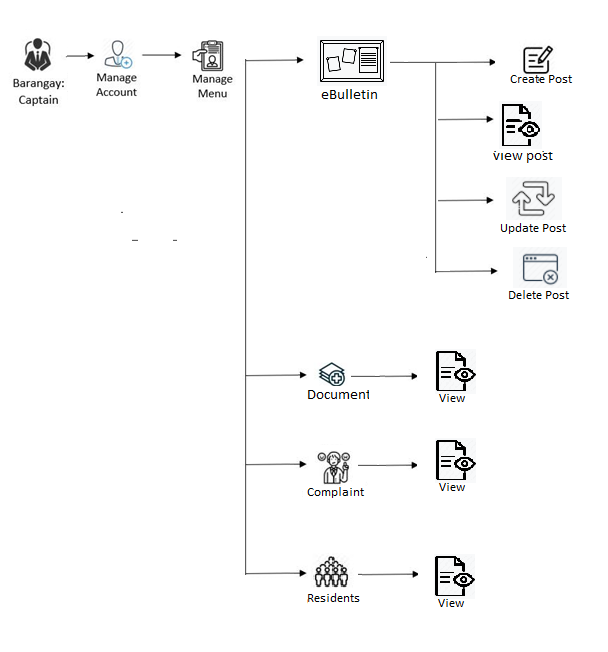 Barangay:
Captain
Manage
Account
Manage
Menu
eBulletin
Create Post
View post
Update Post
Delete Post
Document
View
Complaint
View
Residents
View